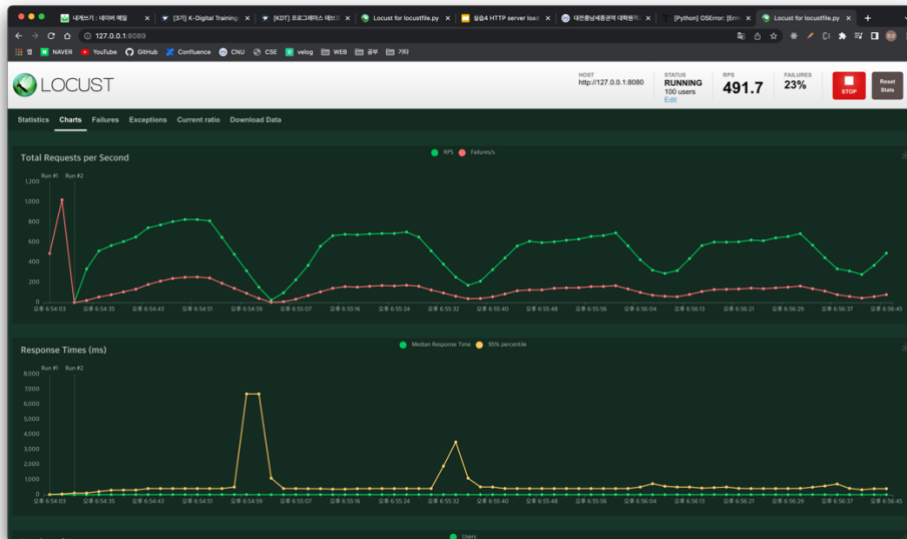 내게쓰기 : 네이버 메일
[3기] K-Digital Training
[KDT] 프로그래머스 데브코
Locust for locustfile.py
실습4 HTTP server load
대전충남세종권역 대학원격
[Python] OSError: [Errn
Locust for locustfile.py
127.0.0.1:8089
앱 NAVER YouTube GitHub Confluence CNU CSE velog WEB 공부 기타
LOCUST
HOST
http://127.0.0.1:8080
STATUS
RUNNING
100 users
Edit
RPS
491.7
FAILURES
23%
STOP
Reset
Stats
Statistics Charts Failures Exceptions Current ratio Download Data
Total Requests per Second
RPS Failures/s
Run #1 Run #2
1,200
1,000
800
600
400
200
0
오후 6:54:03 오후 6:54:35 오후 6:54:43 오후 6:54:51 오후 6:54:59 오후 6:55:07 오후 6:55:16 오후 6:55:24 오후 6:55:32 오후 6:55:40 오후 6:55:48 오후 6:55:56 오후 6:56:04 오후 6:56:13 오후 6:56:21 오후 6:56:29 오후 6:56:37 오후 6:56:45
Response Times (ms)
Median Response Time 95% percentile
Run #1 Run #2
8,000
7,000
6,000
5,000
4,000
3,000
2,000
1,000
0
오후 6:54:03 오후 6:54:35 오후 6:54:43 오후 6:54:51 오후 6:54:59 오후 6:55:07 오후 6:55:16 오후 6:55:24 오후 6:55:32 오후 6:55:40 오후 6:55:48 오후 6:55:56 오후 6:56:04 오후 6:56:13 오후 6:56:21 오후 6:56:29 오후 6:56:37 오후 6:56:45
Users